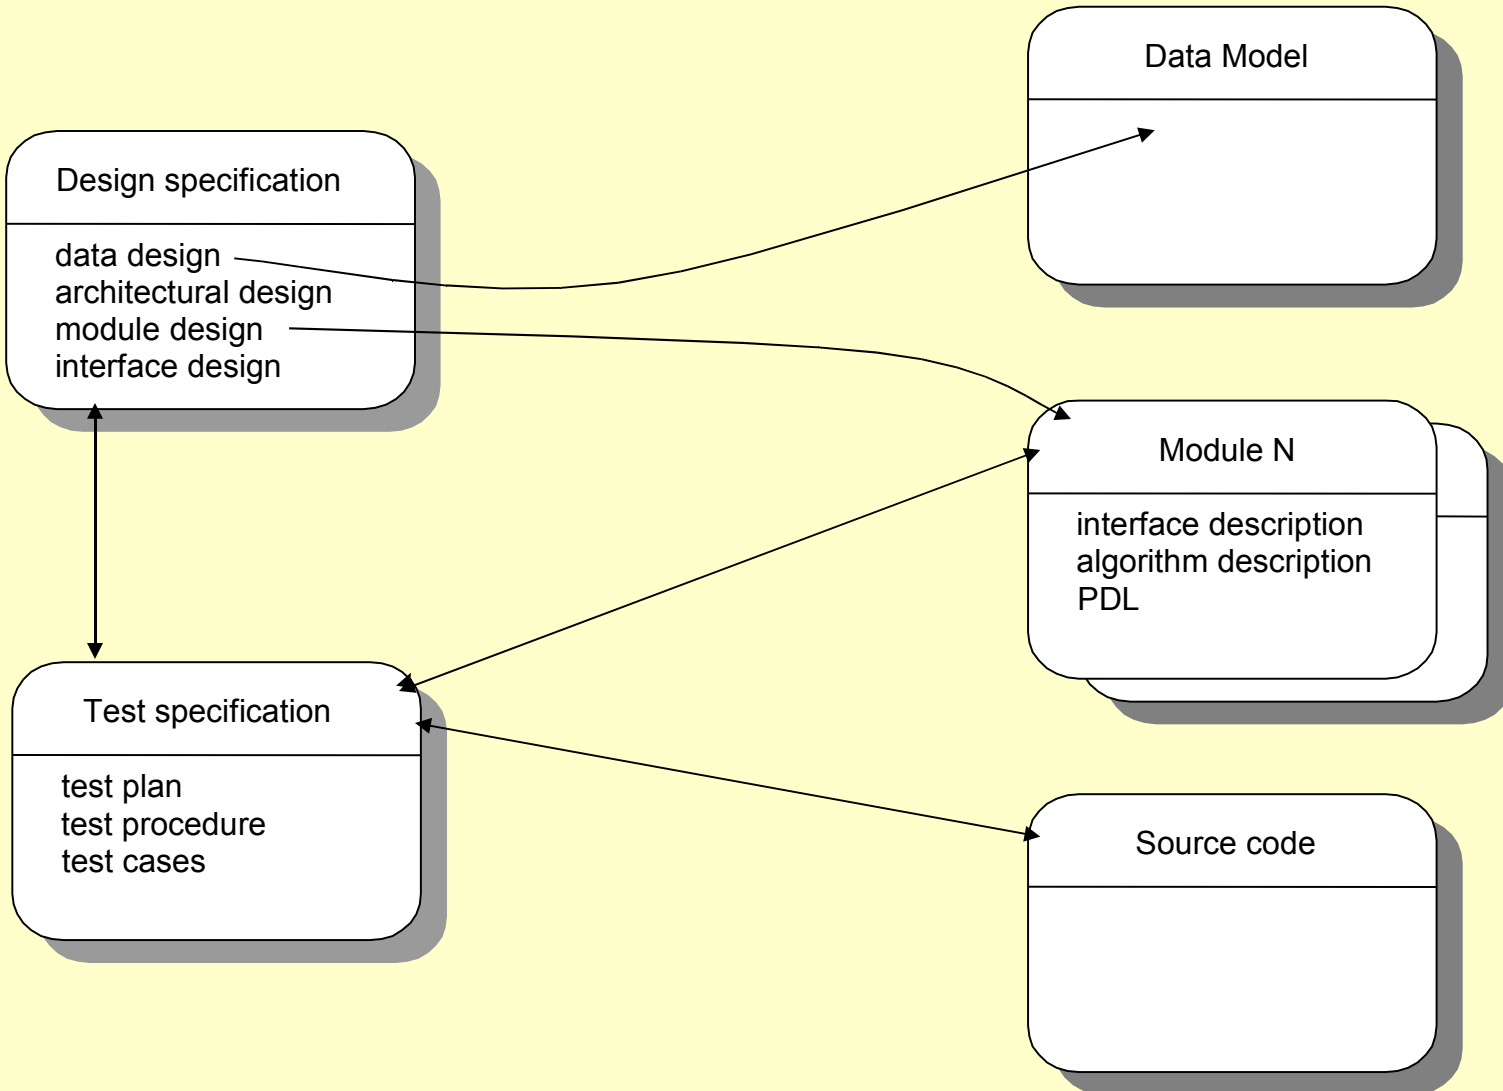 Data Model
Design specification
data design
architectural design
module design
interface design
Module N
interface description
algorithm description
PDL
Test specification
test plan
test procedure
test cases
Source code